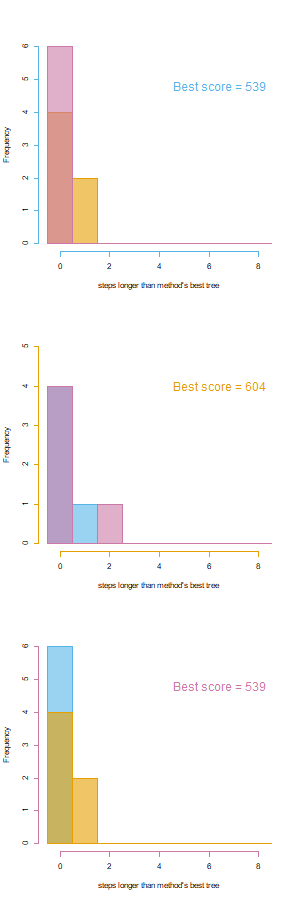 Best score = 539
Frequency
0 1 2 3 4 5 6
0 2 4 6 8
steps longer than method's best tree
Best score = 604
Frequency
0 1 2 3 4 5
0 2 4 6 8
steps longer than method's best tree
Best score = 539
Frequency
0 1 2 3 4 5 6
0 2 4 6 8
steps longer than method's best tree